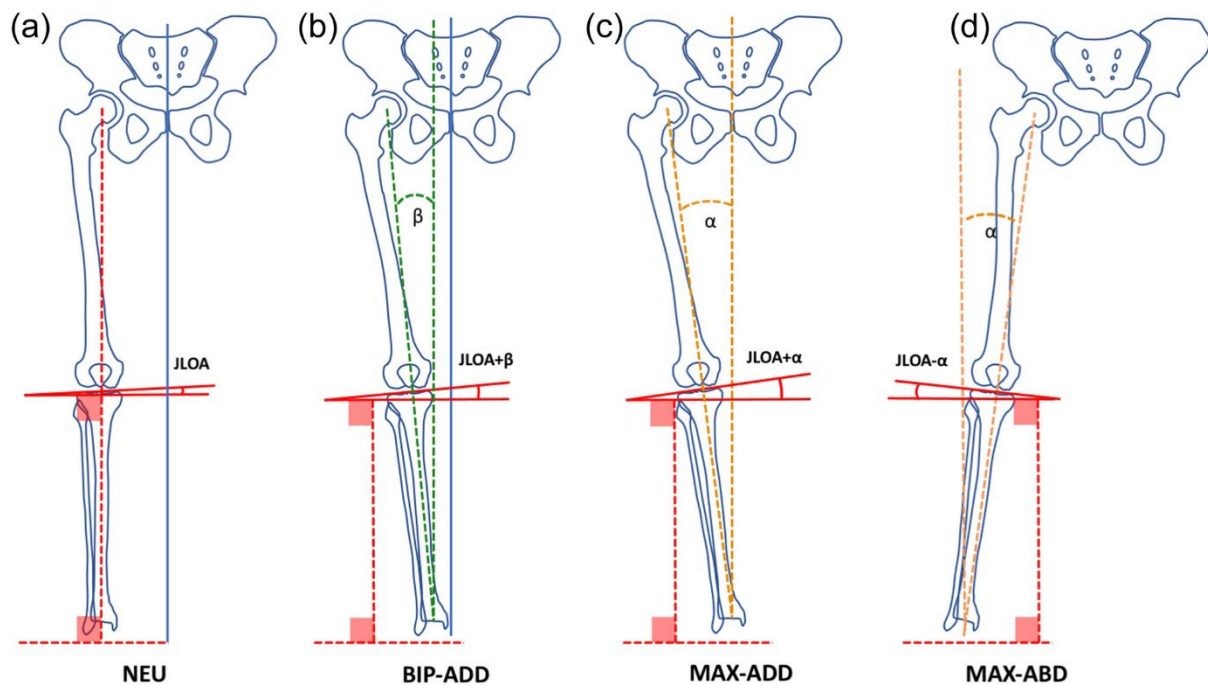 (a) (b) (c) (d)
β α α
JLOA JLOA+β JLOA+α JLOA-α
NEU BIP-ADD MAX-ADD MAX-ABD